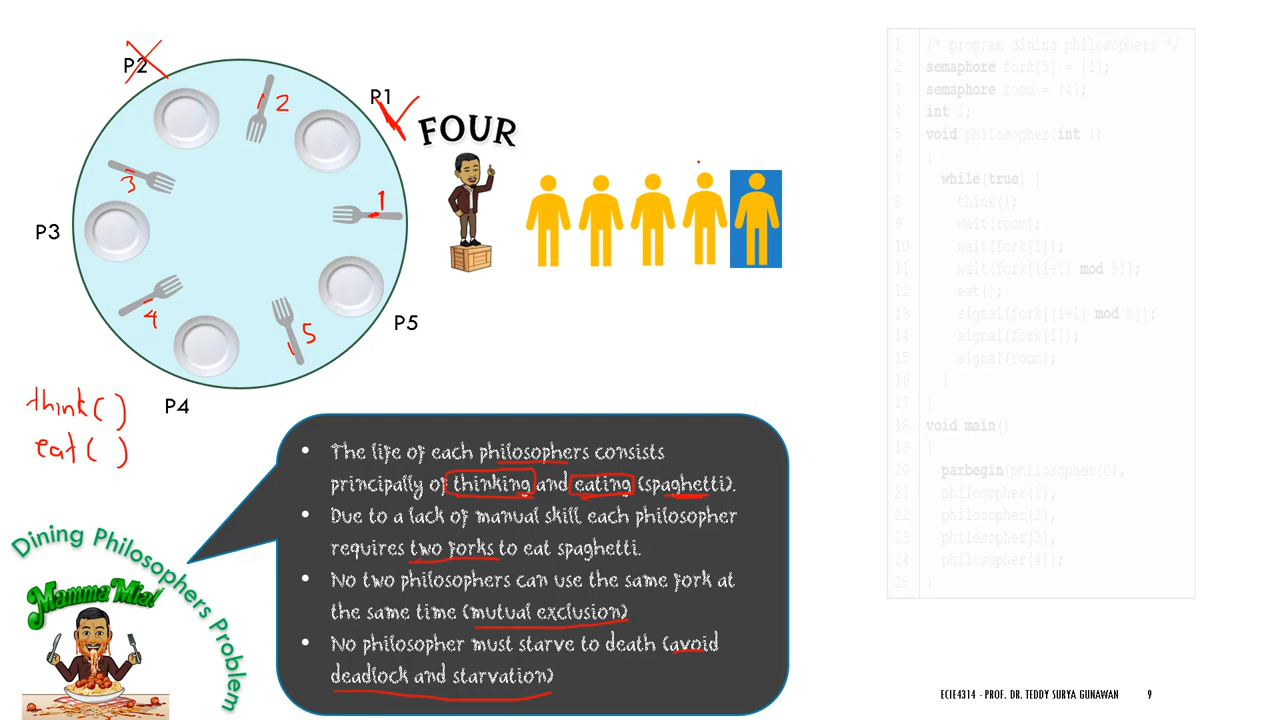 P2
2
P1
FOUR
3
1
P3
4
5
P5
P4
think( )
eat( )
Dining Philosophers Problem
Mamma Mia!
• The life of each philosophers consists
principally of thinking and eating (spaghetti).
• Due to a lack of manual skill each philosopher
requires two forks to eat spaghetti.
• No two philosophers can use the same fork at
the same time (mutual exclusion)
• No philosopher must starve to death (avoid
deadlock and starvation)
1 /* program dining philosophers */
2 semaphore fork[5] = {1};
3 semaphore room = {4};
4 int i;
5 void philosopher(int i)
6 {
7 while(true) {
8 think();
9 wait(room);
10 wait(fork[i]);
11 wait(fork[(i+1) mod 5]);
12 eat();
13 signal(fork[(i+1) mod 5]);
14 signal(fork[i]);
15 signal(room);
16 }
17 }
18 void main()
19 {
20 parbegin(philosopher(0),
21 philosopher(1),
22 philosopher(2),
23 philosopher(3),
24 philosopher(4));
25 }
ECIE4314 - PROF. DR. TEDDY SURYA GUNAWAN 9